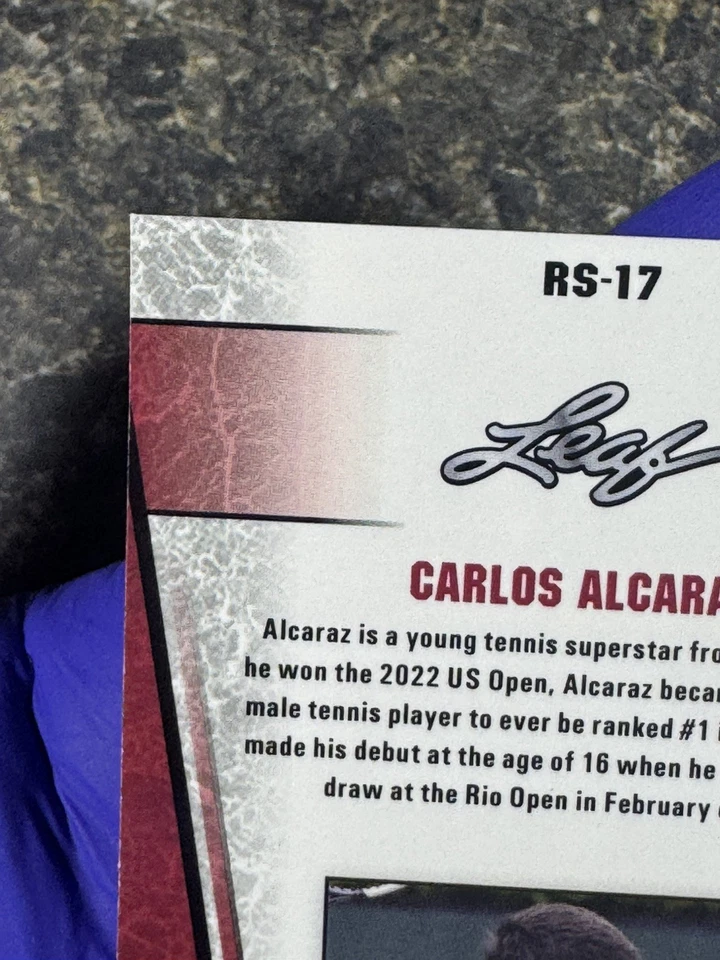 RS-17
Leaf
CARLOS ALCARA
Alcaraz is a young tennis superstar fro
he won the 2022 US Open, Alcaraz becar
male tennis player to ever be ranked #1 i
made his debut at the age of 16 when he
draw at the Rio Open in February